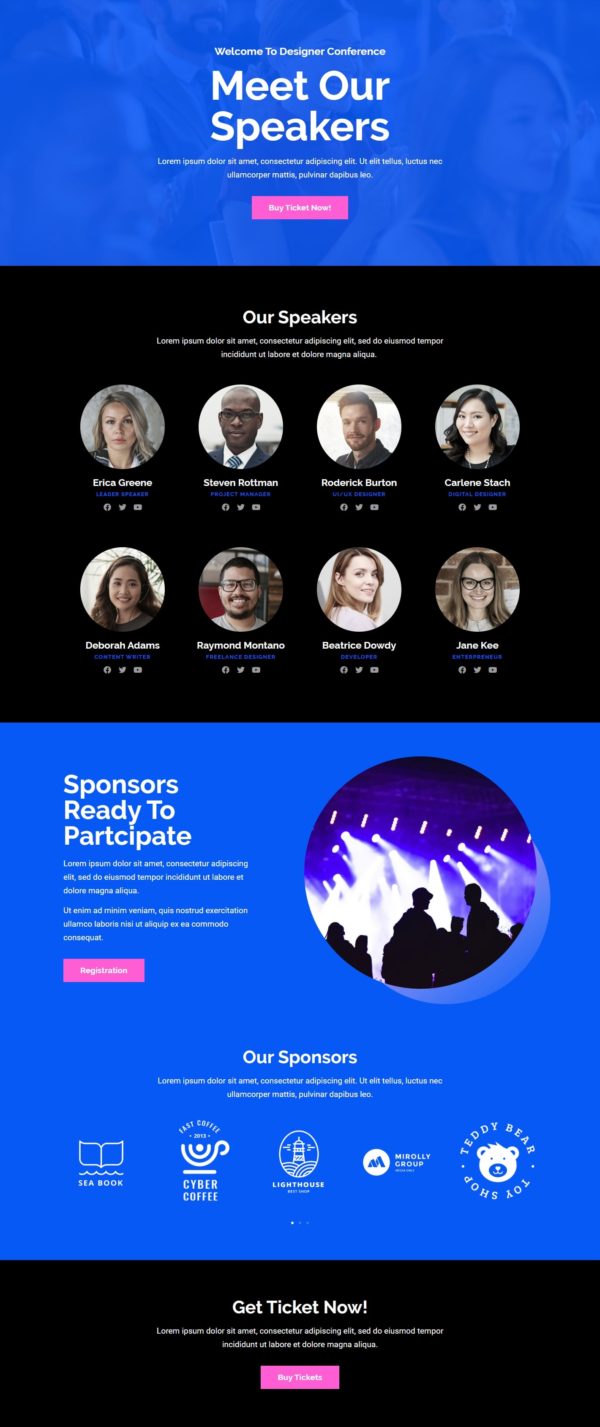 Welcome To Designer Conference
Meet Our
Speakers
Lorem ipsum dolor sit amet, consectetur adipiscing elit. Ut elit tellus, luctus nec
ullamcorper mattis, pulvinar dapibus leo.
Buy Ticket Now!
Our Speakers
Lorem ipsum dolor sit amet, consectetur adipiscing elit, sed do eiusmod tempor
incididunt ut labore et dolore magna aliqua.
Erica Greene
LEADER SPEAKER
Steven Rottman
PROJECT MANAGER
Roderick Burton
UI/UX DESIGNER
Carlene Stach
DIGITAL DESIGNER
Deborah Adams
CONTENT WRITER
Raymond Montano
FREELANCE DESIGNER
Beatrice Dowdy
DEVELOPER
Jane Kee
ENTERPRENEUR
Sponsors
Ready To
Partcipate
Lorem ipsum dolor sit amet, consectetur adipiscing
elit, sed do eiusmod tempor incididunt ut labore et
dolore magna aliqua.
Ut enim ad minim veniam, quis nostrud exercitation
ullamco laboris nisi ut aliquip ex ea commodo
consequat.
Registration
Our Sponsors
Lorem ipsum dolor sit amet, consectetur adipiscing elit. Ut elit tellus, luctus nec
ullamcorper mattis, pulvinar dapibus leo.
SEA BOOK
FAST COFFEE
• 2013 •
CYBER
COFFEE
LIGHTHOUSE
BEST SHOP
MIROLLY
GROUP
MEDIA ONLY
• TEDDY BEAR •
TOY SHOP
Get Ticket Now!
Lorem ipsum dolor sit amet, consectetur adipiscing elit, sed do eiusmod tempor
incididunt ut labore et dolore magna aliqua.
Buy Tickets